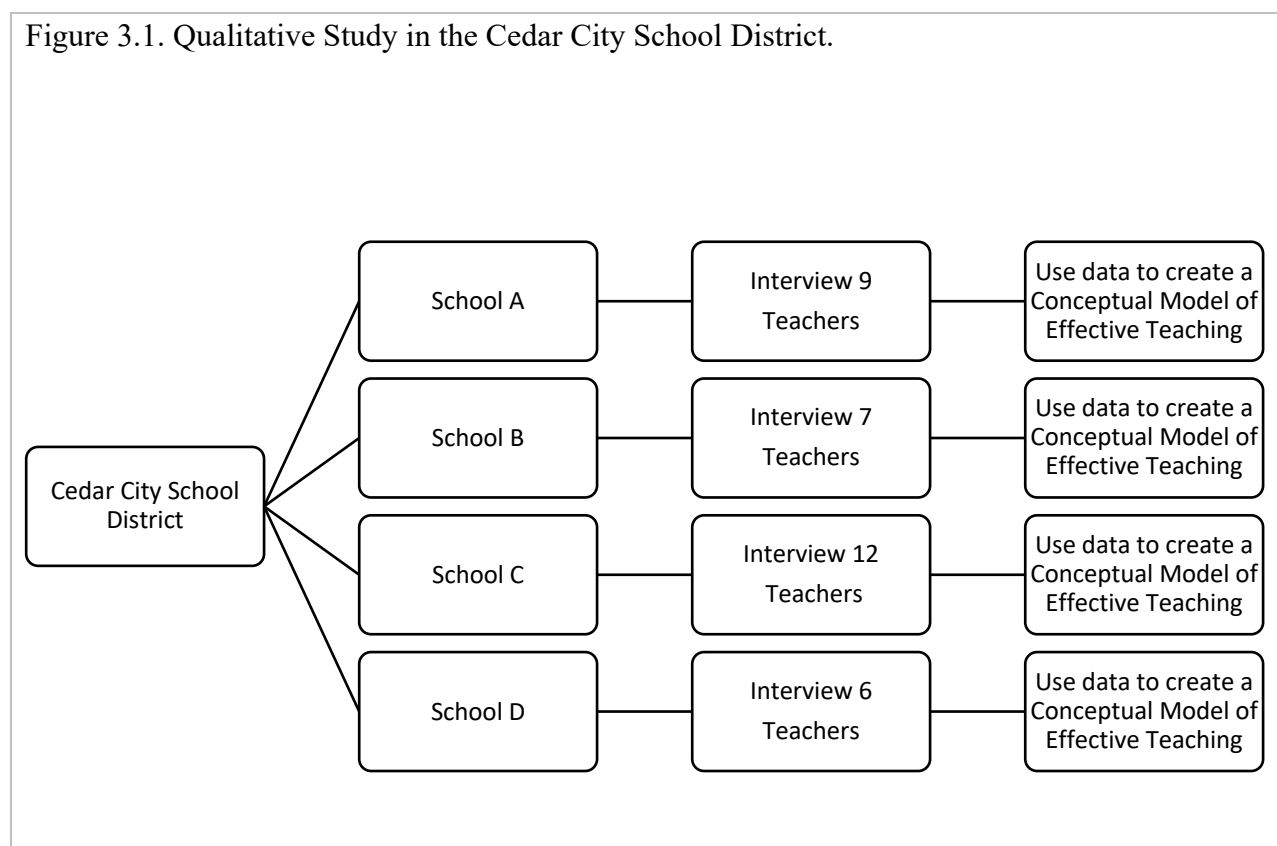 Figure 3.1. Qualitative Study in the Cedar City School District.
Cedar City School
District
School A
Interview 9
Teachers
Use data to create a
Conceptual Model of
Effective Teaching
School B
Interview 7
Teachers
Use data to create a
Conceptual Model of
Effective Teaching
School C
Interview 12
Teachers
Use data to create a
Conceptual Model of
Effective Teaching
School D
Interview 6
Teachers
Use data to create a
Conceptual Model of
Effective Teaching